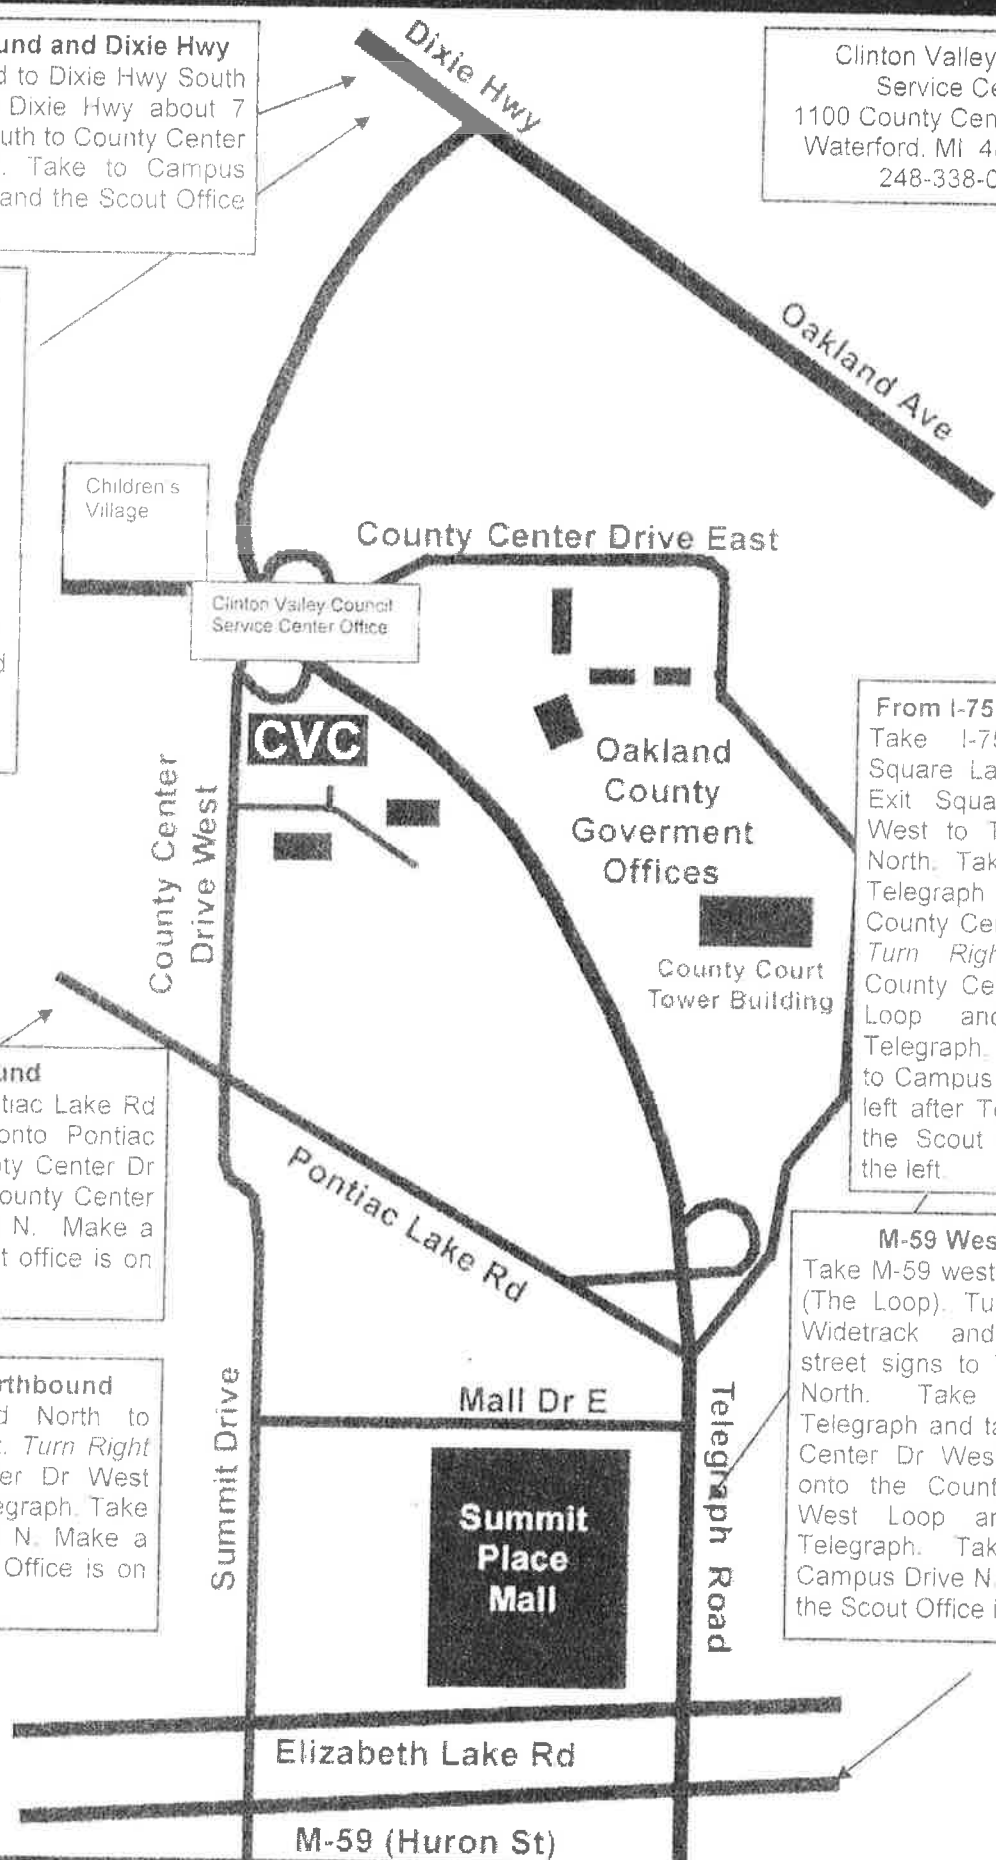 und and Dixie Hwy
d to Dixie Hwy South
Dixie Hwy about 7
uth to County Center
. Take to Campus
and the Scout Office
Dixie Hwy
Clinton Valley
Service Ce
1100 County Cen
Waterford, MI 4
248-338-0
Oakland Ave
Children's
Village
County Center Drive East
Clinton Valley Council
Service Center Office
d
CVC
County Center
Drive West
Oakland
County
Goverment
Offices
County Court
Tower Building
From I-75
Take I-75
Square La
Exit Squa
West to T
North. Tak
Telegraph
County Ce
Turn Righ
County Ce
Loop and
Telegraph.
to Campus
left after Te
the Scout
the left.
und
tiac Lake Rd
onto Pontiac
ty Center Dr
ounty Center
N. Make a
t office is on
Pontiac Lake Rd
M-59 Wes
Take M-59 west
(The Loop). Tu
Widetrack and
street signs to T
North. Take
Telegraph and ta
Center Dr Wes
onto the Count
West Loop an
Telegraph. Tak
Campus Drive N.
the Scout Office i
rthbound
d North to
t. Turn Right
er Dr West
egraph. Take
N. Make a
Office is on
Summit Drive
Mall Dr E
Telegraph Road
Summit
Place
Mall
Elizabeth Lake Rd
M-59 (Huron St)